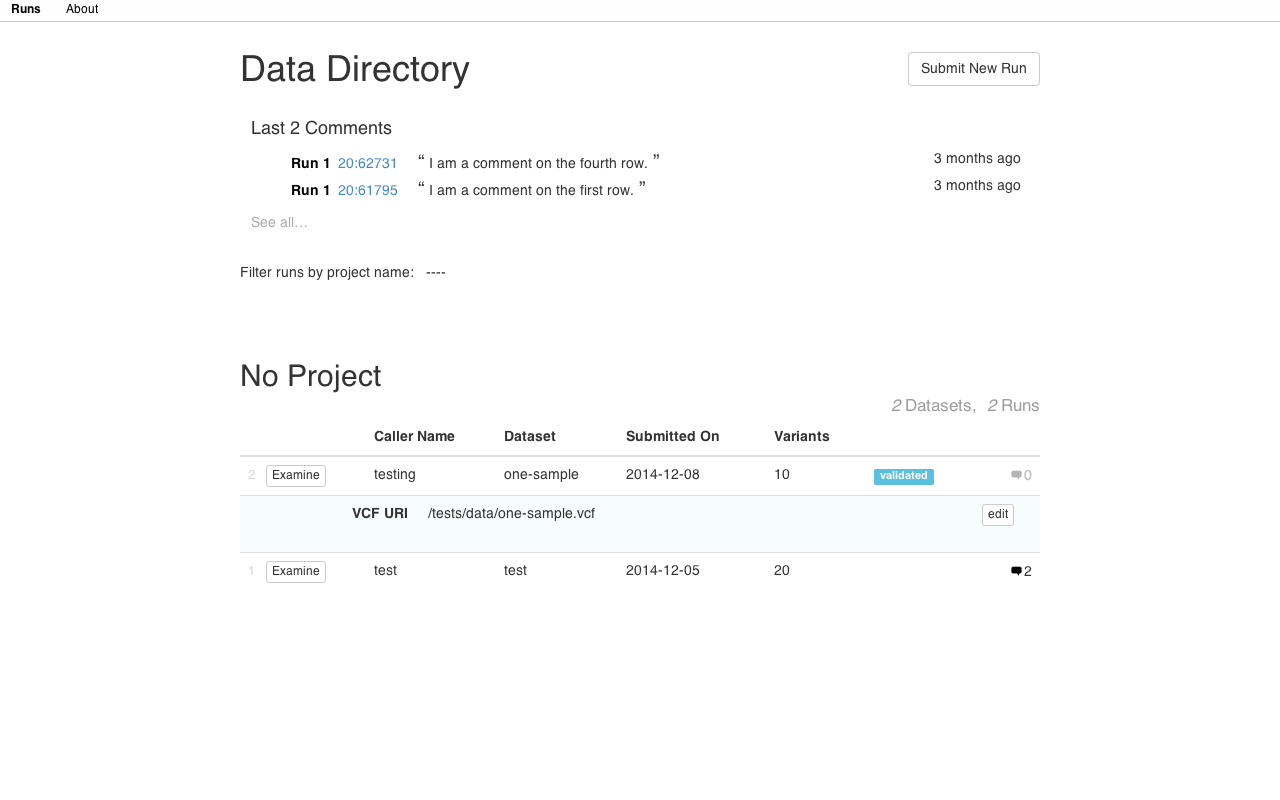 Runs About
Data Directory
Submit New Run
Last 2 Comments
Run 1 20:62731 “ I am a comment on the fourth row. ” 3 months ago
Run 1 20:61795 “ I am a comment on the first row. ” 3 months ago
See all...
Filter runs by project name: ----
No Project
2 Datasets, 2 Runs
Caller Name Dataset Submitted On Variants
2 Examine testing one-sample 2014-12-08 10 validated 0
VCF URI /tests/data/one-sample.vcf edit
1 Examine test test 2014-12-05 20 2